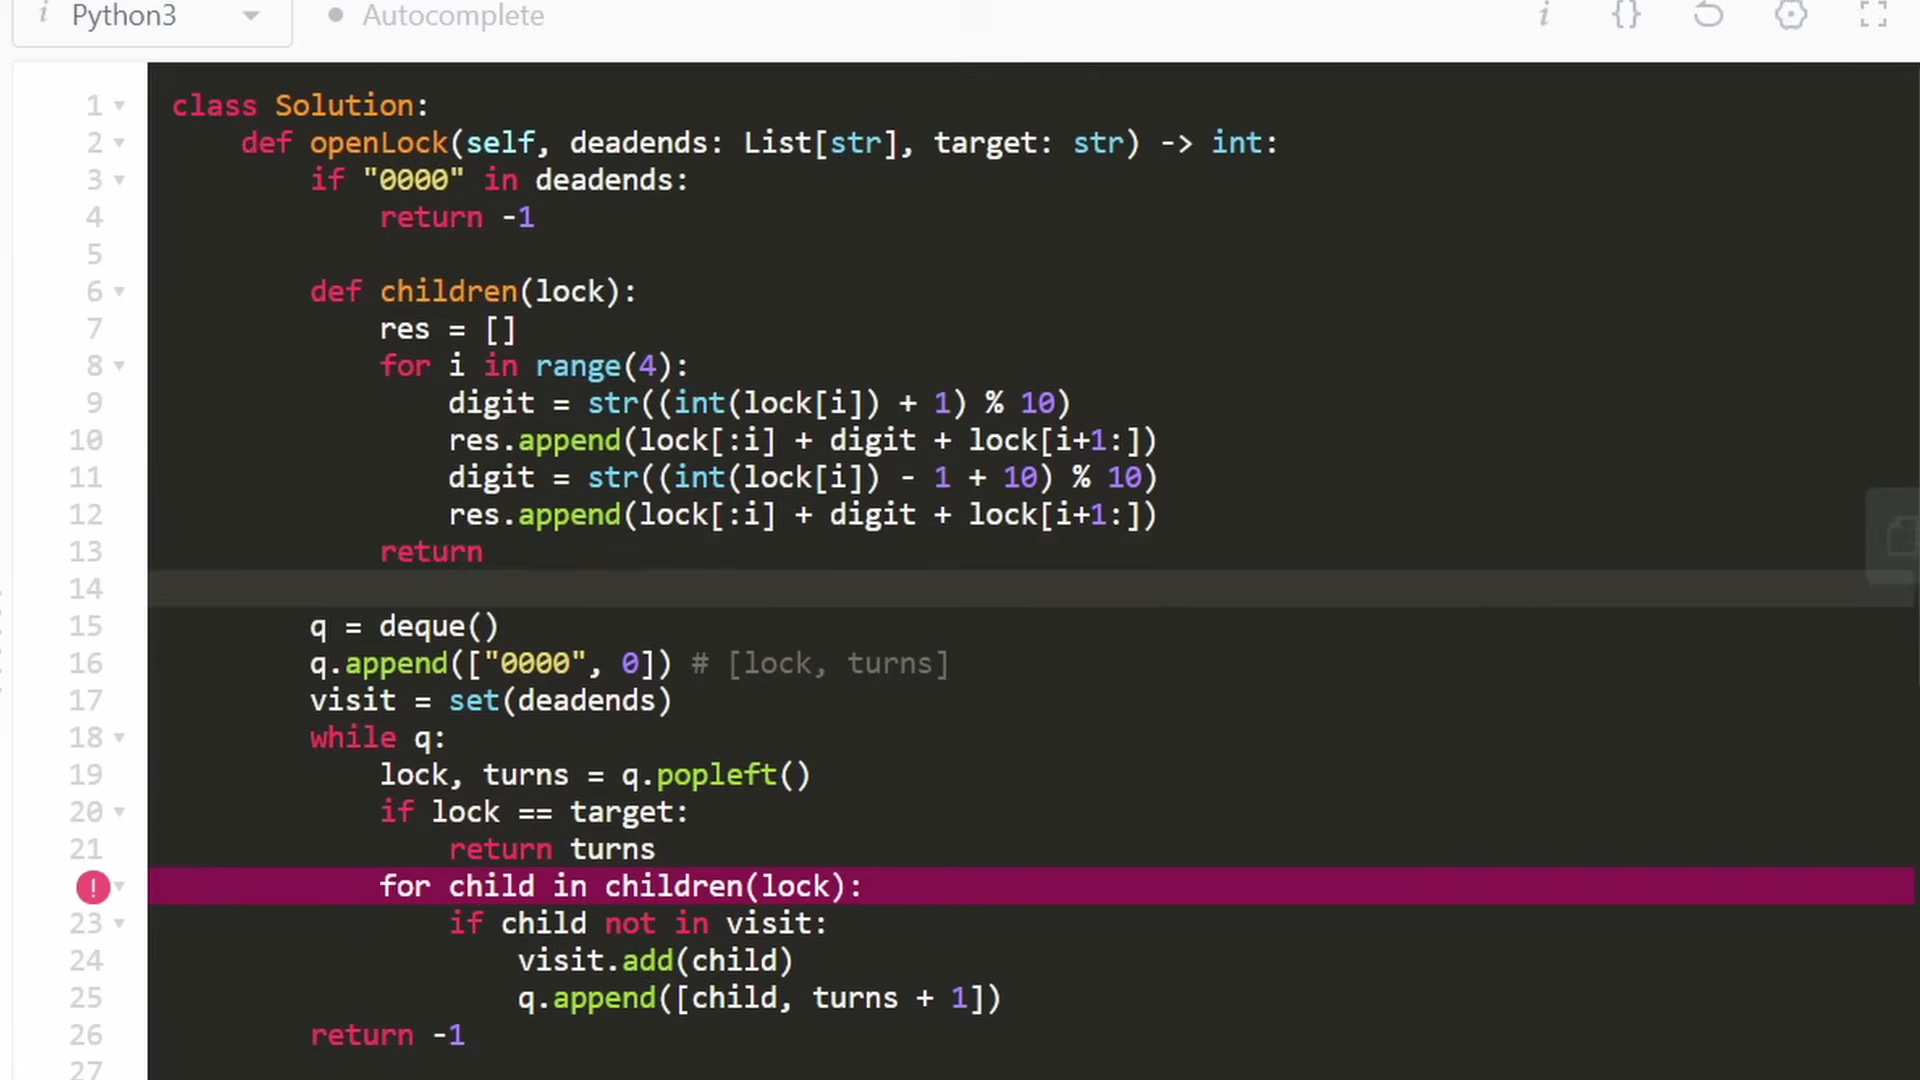 i Python3 Autocomplete i {}
1 class Solution:
2 def openLock(self, deadends: List[str], target: str) -> int:
3 if "0000" in deadends:
4 return -1
5
6 def children(lock):
7 res = []
8 for i in range(4):
9 digit = str((int(lock[i]) + 1) % 10)
10 res.append(lock[:i] + digit + lock[i+1:])
11 digit = str((int(lock[i]) - 1 + 10) % 10)
12 res.append(lock[:i] + digit + lock[i+1:])
13 return
14
15 q = deque()
16 q.append(["0000", 0]) # [lock, turns]
17 visit = set(deadends)
18 while q:
19 lock, turns = q.popleft()
20 if lock == target:
21 return turns
! for child in children(lock):
23 if child not in visit:
24 visit.add(child)
25 q.append([child, turns + 1])
26 return -1
27